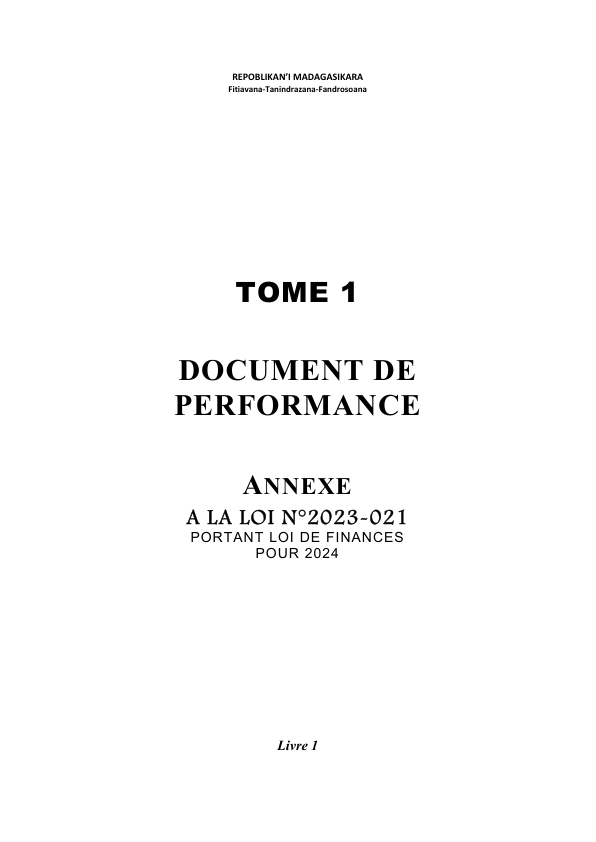 REPOBLIKAN'I MADAGASIKARA
Fitiavana-Tanindrazana-Fandrosoana
TOME 1
DOCUMENT DE
PERFORMANCE
ANNEXE
A LA LOI N°2023-021
PORTANT LOI DE FINANCES
POUR 2024
Livre 1